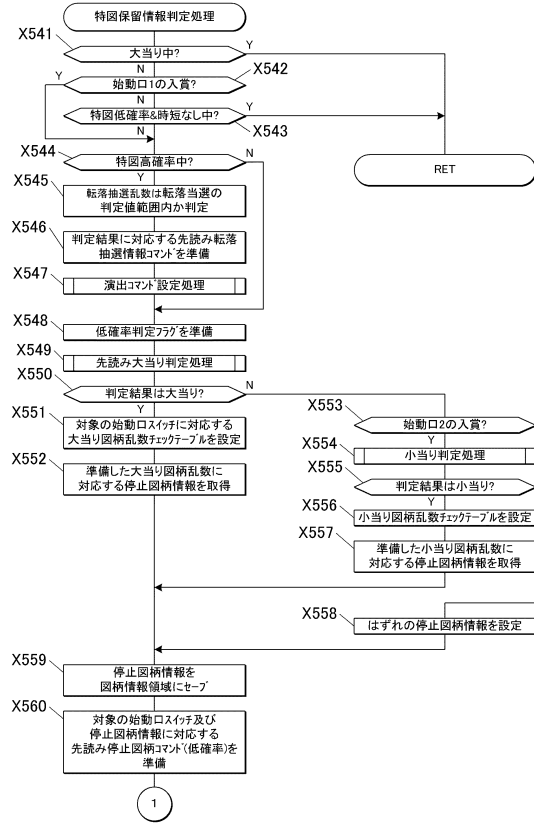 特図保留情報判定処理
X541
大当り中?
Y
N
X542
Y
始動口1の入賞?
N
X543
特図低確率&時短なし中?
Y
N
X544
特図高確率中?
N
Y
RET
X545
転落抽選乱数は転落当選の
判定値範囲内か判定
X546
判定結果に対応する先読み転落
抽選情報コマンドを準備
X547
演出コマンド設定処理
X548
低確率判定フラグを準備
X549
先読み大当り判定処理
X550
判定結果は大当り?
N
Y
X551
対象の始動口スイッチに対応する
大当り図柄乱数チェックテーブルを設定
X552
準備した大当り図柄乱数に
対応する停止図柄情報を取得
X553
始動口2の入賞?
Y
X554
小当り判定処理
X555
判定結果は小当り?
Y
X556
小当り図柄乱数チェックテーブルを設定
X557
準備した小当り図柄乱数に
対応する停止図柄情報を取得
X558
はずれの停止図柄情報を設定
X559
停止図柄情報を
図柄情報領域にセーブ
X560
対象の始動口スイッチ及び
停止図柄情報に対応する
先読み停止図柄コマンド(低確率)を
準備
1